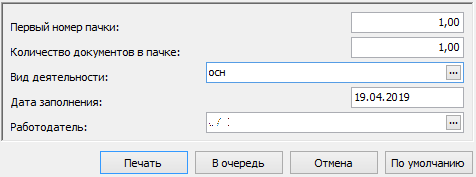 Первый номер пачки: 1,00
Количество документов в пачке: 1,00
Вид деятельности: осн ...
Дата заполнения: 19.04.2019
Работодатель: ...
Печать В очередь Отмена По умолчанию